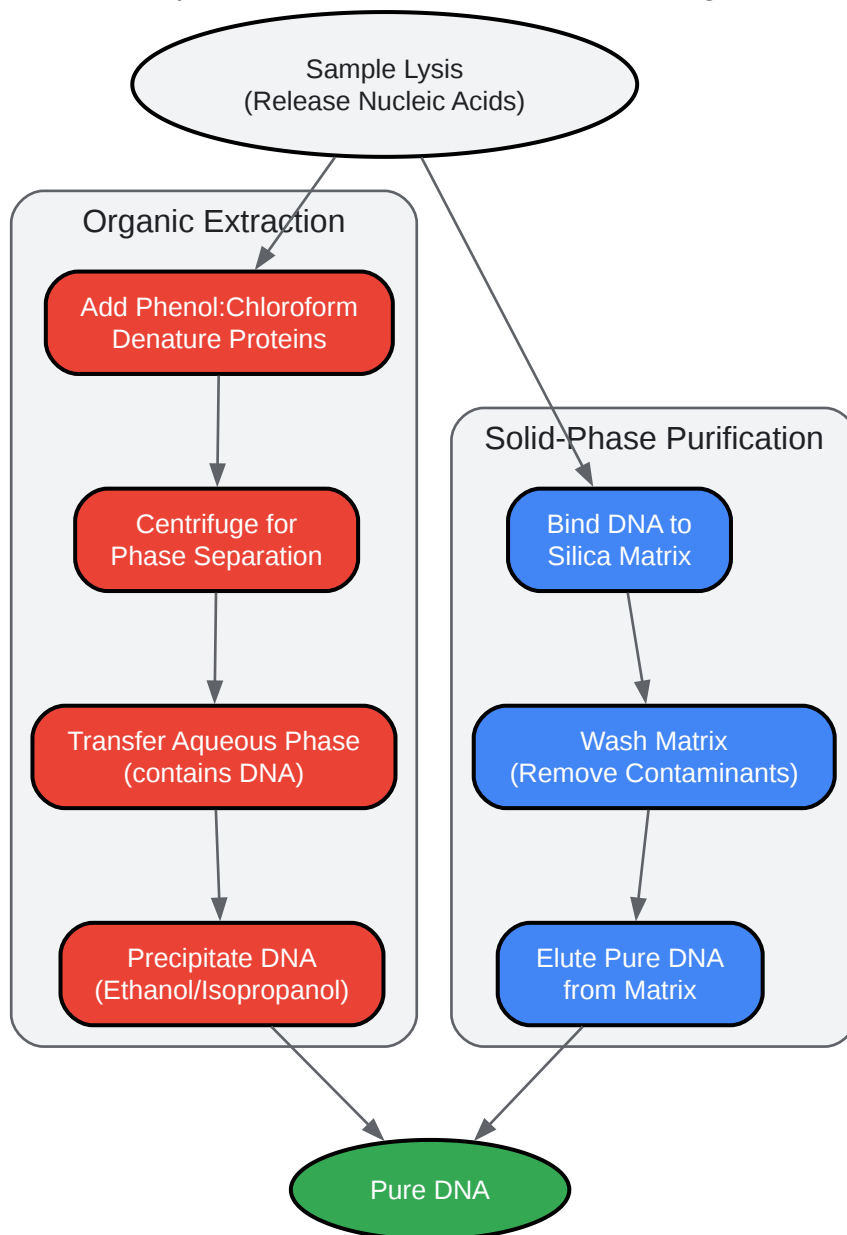 Sample Lysis
(Release Nucleic Acids)
Organic Extraction
Add Phenol:Chloroform
Denature Proteins
Centrifuge for
Phase Separation
Transfer Aqueous Phase
(contains DNA)
Precipitate DNA
(Ethanol/Isopropanol)
Solid-Phase Purification
Bind DNA to
Silica Matrix
Wash Matrix
(Remove Contaminants)
Elute Pure DNA
from Matrix
Pure DNA